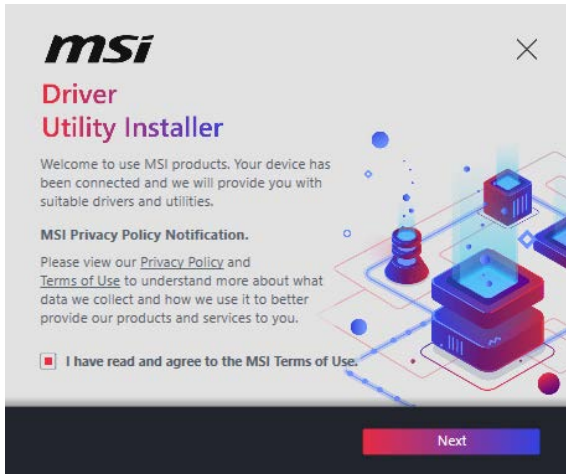 msi
Driver
Utility Installer
Welcome to use MSI products. Your device has
been connected and we will provide you with
suitable drivers and utilities.
MSI Privacy Policy Notification.
Please view our Privacy Policy and
Terms of Use to understand more about what
data we collect and how we use it to better
provide our products and services to you.
I have read and agree to the MSI Terms of Use.
Next